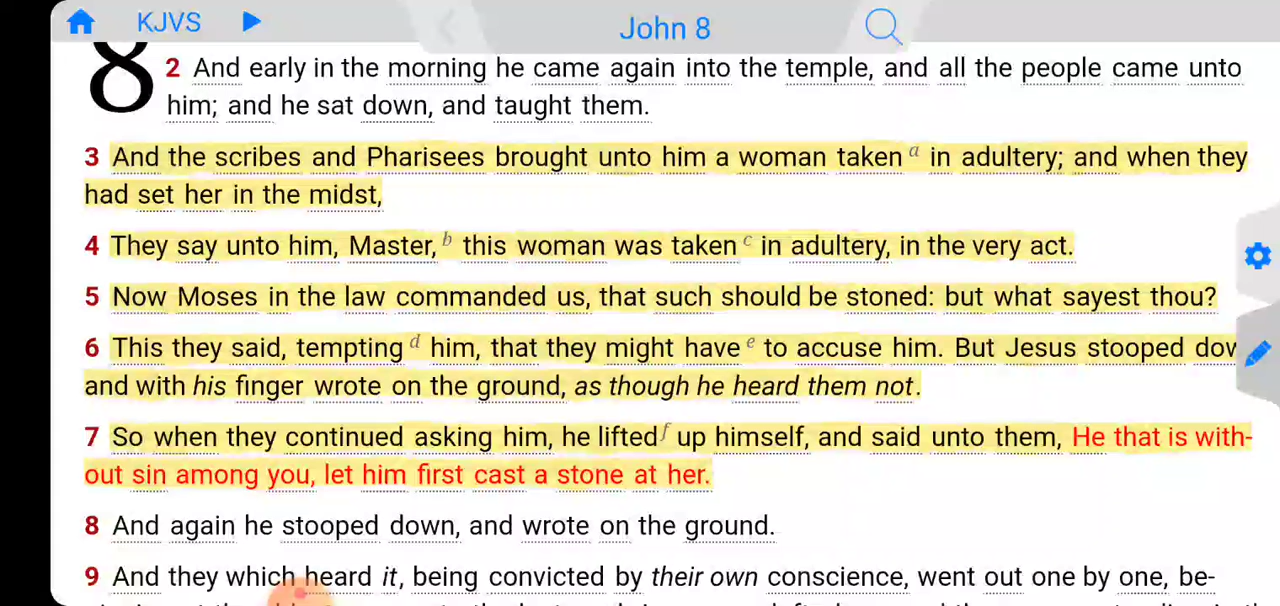 KJVS
John 8
8
2 And early in the morning he came again into the temple, and all the people came unto
him; and he sat down, and taught them.
3 And the scribes and Pharisees brought unto him a woman taken a in adultery; and when they
had set her in the midst,
4 They say unto him, Master, b this woman was taken c in adultery, in the very act.
5 Now Moses in the law commanded us, that such should be stoned: but what sayest thou?
6 This they said, tempting d him, that they might have e to accuse him. But Jesus stooped
and with his finger wrote on the ground, as though he heard them not.
7 So when they continued asking him, he lifted f up himself, and said unto them, He that is with-
out sin among you, let him first cast a stone at her.
8 And again he stooped down, and wrote on the ground.
9 And they which heard it, being convicted by their own conscience, went out one by one, be-